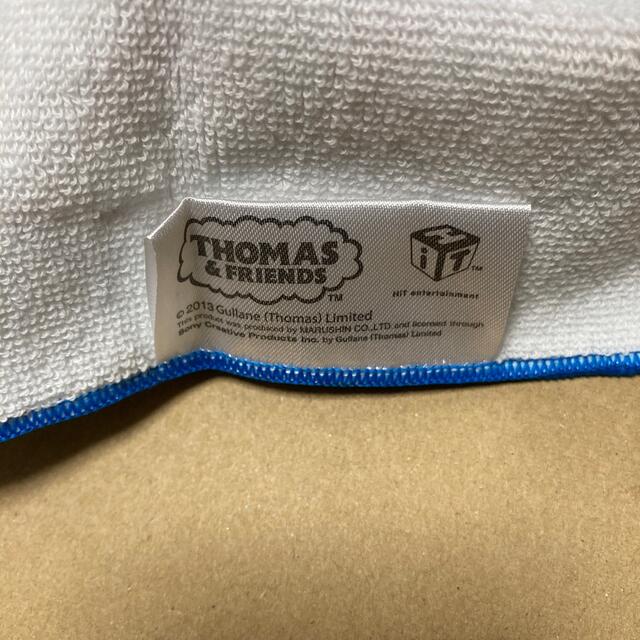 THOMAS
& FRIENDS
TM
© 2013 Gullane (Thomas) Limited
This product was produced by MARUSHIN CO.,LTD and licensed through
Sony Creative Products Inc. by Gullane (Thomas) Limited
HiT TM
HiT entertainment